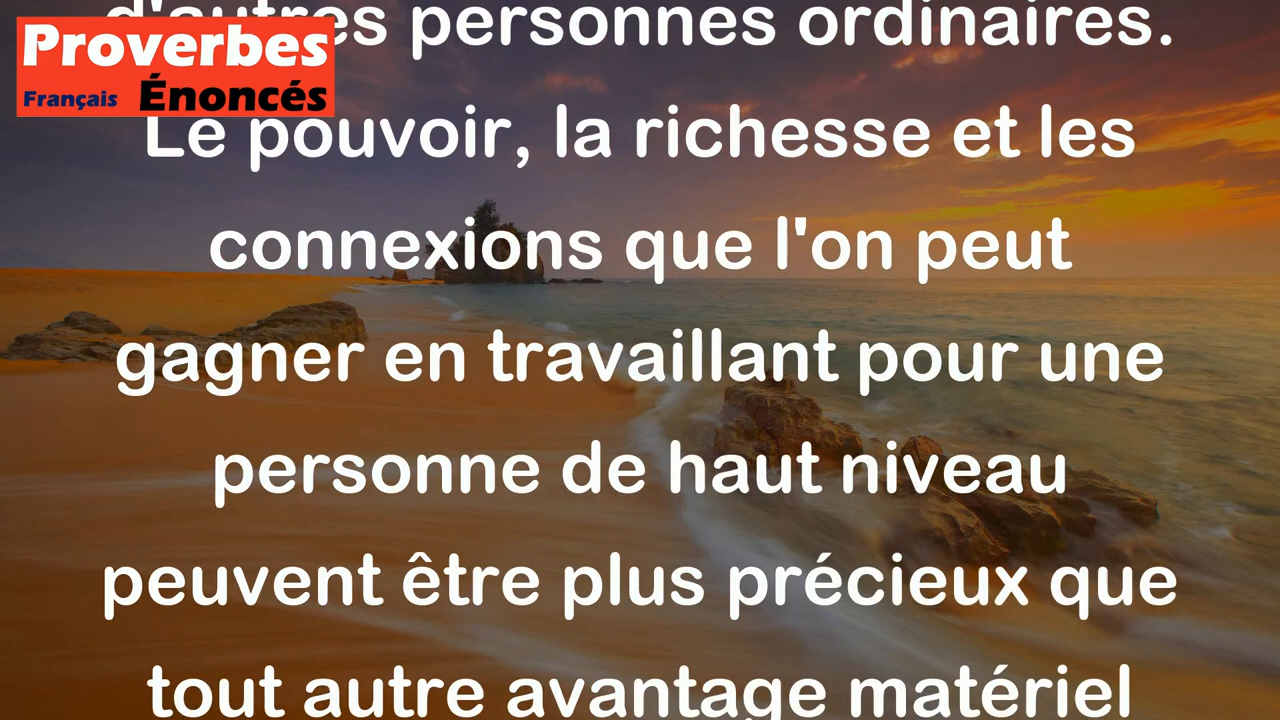 d'autres personnes ordinaires.
Proverbes
Français Énoncés
Le pouvoir, la richesse et les
connexions que l'on peut
gagner en travaillant pour une
personne de haut niveau
peuvent être plus précieux que
tout autre avantage matériel